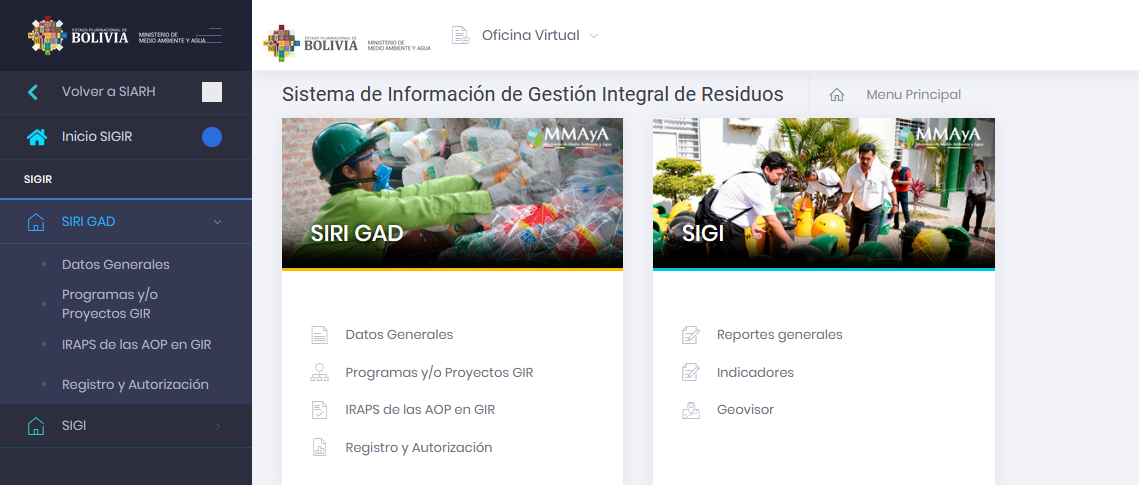 ESTADO PLURINACIONAL DE
BOLIVIA
MINISTERIO DE
MEDIO AMBIENTE Y AGUA
Volver a SIARH
Inicio SIGIR
SIGIR
SIRI GAD
Datos Generales
Programas y/o
Proyectos GIR
IRAPS de las AOP en GIR
Registro y Autorización
SIGI
ESTADO PLURINACIONAL DE
BOLIVIA
MINISTERIO DE
MEDIO AMBIENTE Y AGUA
Oficina Virtual
Sistema de Información de Gestión Integral de Residuos
Menu Principal
MMAyA
Ministerio de Medio Ambiente y Agua
SIRI GAD
Datos Generales
Programas y/o Proyectos GIR
IRAPS de las AOP en GIR
Registro y Autorización
MMAyA
Ministerio de Medio Ambiente y Agua
SIGI
Reportes generales
Indicadores
Geovisor